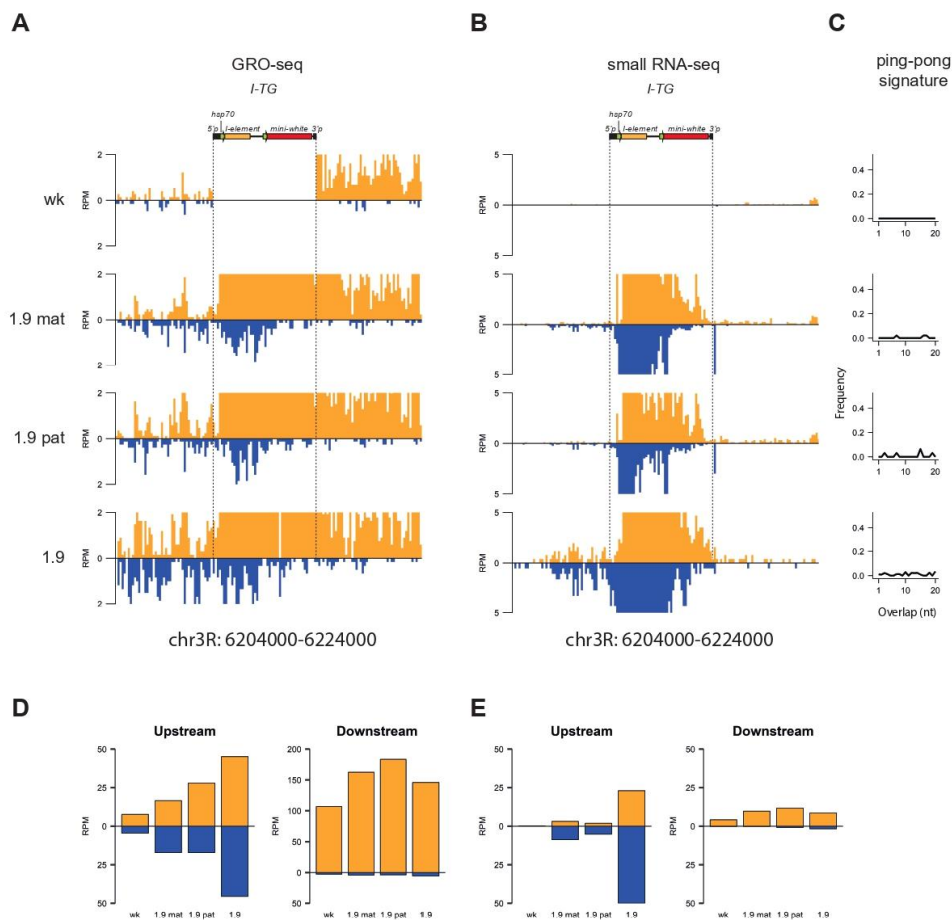 A
B
C
GRO-seq
I-TG
small RNA-seq
I-TG
ping-pong
signature
hsp70
5'p I-element mini-white 3'p
hsp70
5'p I-element mini-white 3'p
wk
RPM
2
0
2
RPM
5
0
5
0.4
0.2
0.0
1 10 20
1.9 mat
RPM
2
0
2
RPM
5
0
5
0.4
0.2
0.0
1 10 20
1.9 pat
RPM
2
0
2
RPM
5
0
5
Frequency
0.4
0.2
0.0
1 10 20
1.9
RPM
2
0
2
RPM
5
0
5
0.4
0.2
0.0
1 10 20
Overlap (nt)
chr3R: 6204000-6224000
chr3R: 6204000-6224000
D
Upstream
RPM
50
25
0
25
50
wk 1.9 mat 1.9 pat 1.9
Downstream
RPM
200
150
100
50
0
50
wk 1.9 mat 1.9 pat 1.9
E
Upstream
RPM
50
25
0
25
50
wk 1.9 mat 1.9 pat 1.9
Downstream
RPM
50
25
0
25
50
wk 1.9 mat 1.9 pat 1.9